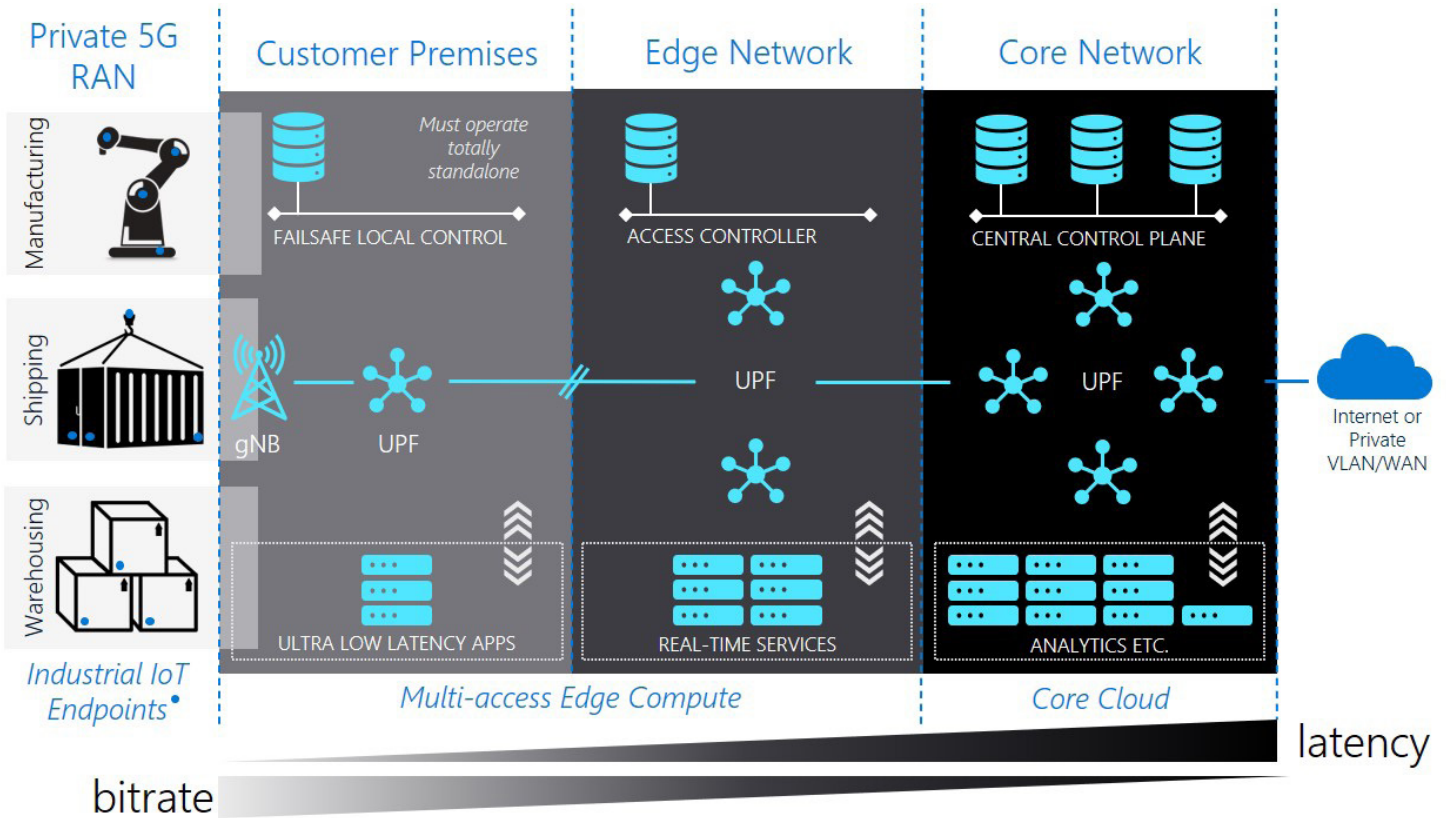 Private 5G
RAN
Customer Premises
Edge Network
Core Network
Manufacturing
Shipping
Warehousing
Must operate
totally
standalone
FAILSAFE LOCAL CONTROL
ACCESS CONTROLLER
CENTRAL CONTROL PLANE
gNB
UPF
UPF
UPF
Internet or
Private
VLAN/WAN
ULTRA LOW LATENCY APPS
REAL-TIME SERVICES
ANALYTICS ETC.
Industrial IoT
Endpoints
Multi-access Edge Compute
Core Cloud
latency
bitrate